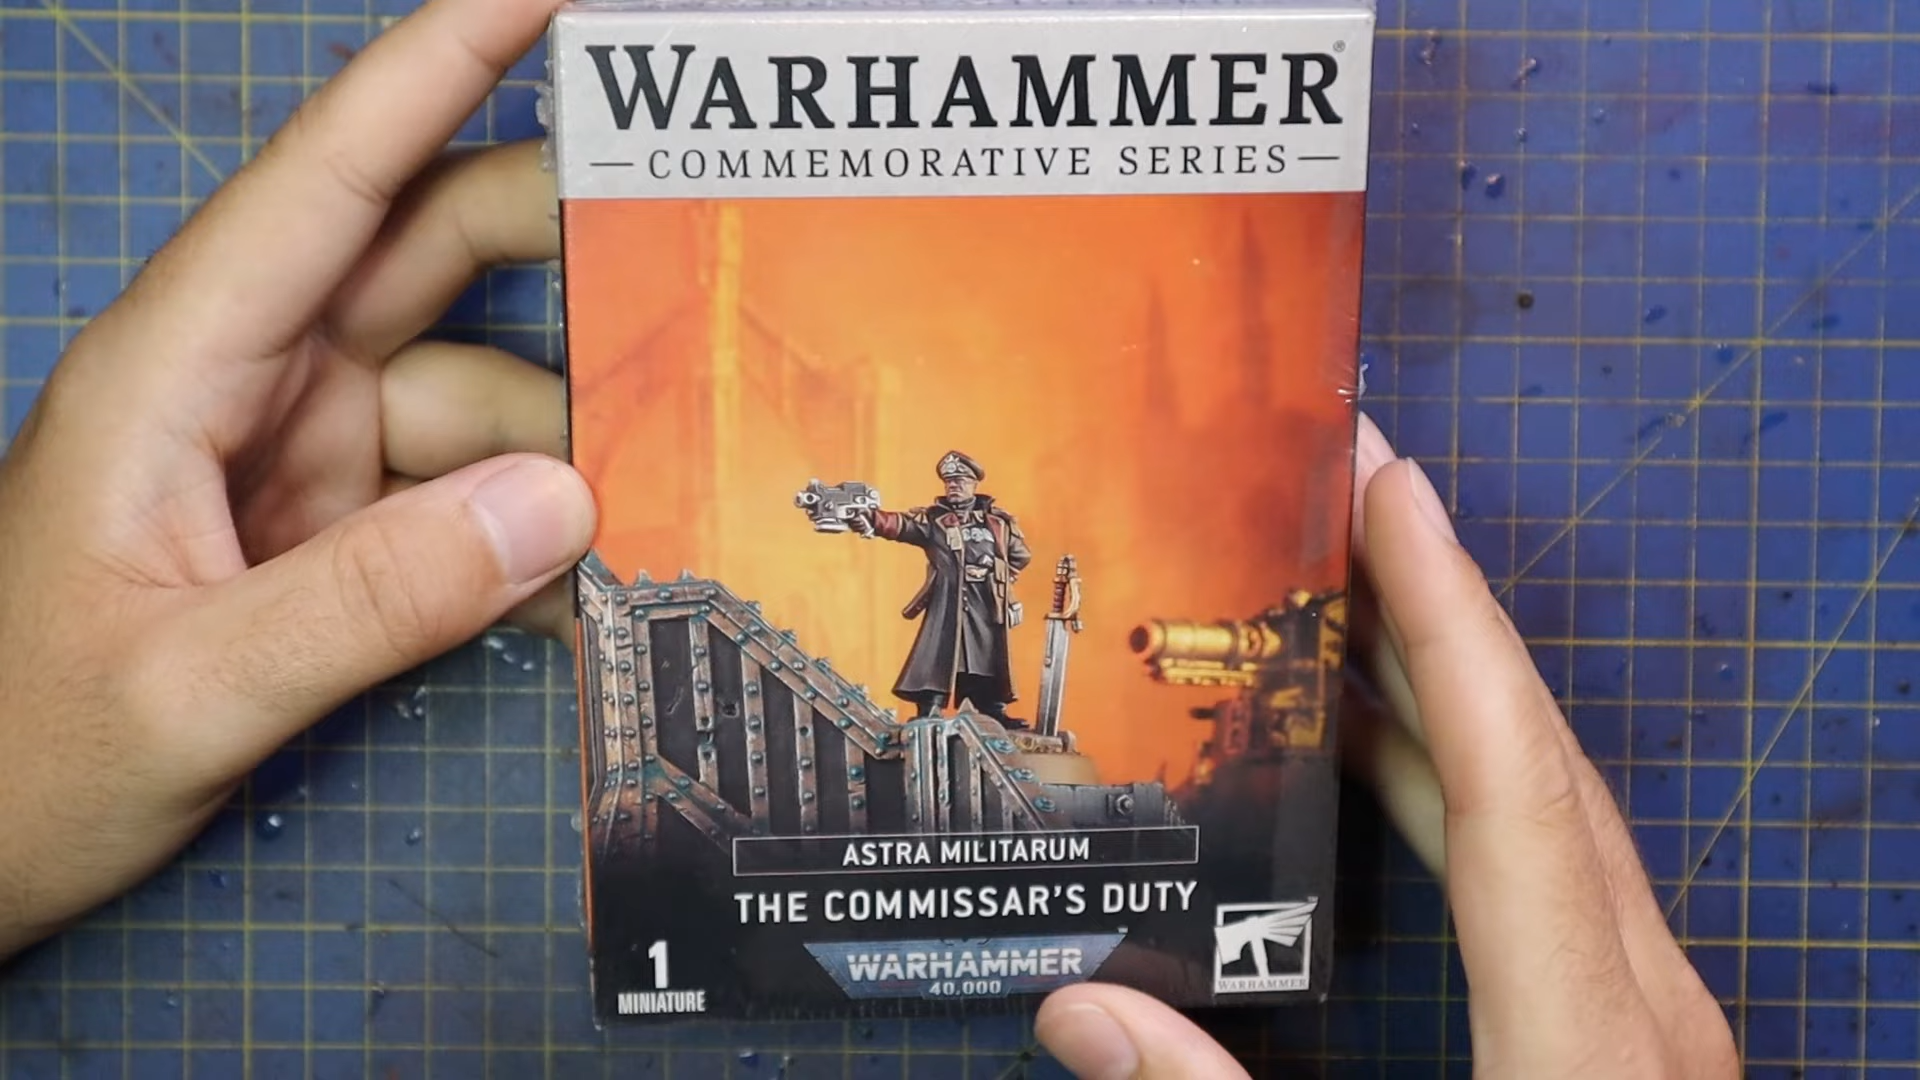 WARHAMMER®
COMMEMORATIVE SERIES
ASTRA MILITARUM
THE COMMISSAR'S DUTY
1
MINIATURE
WARHAMMER
40,000
WARHAMMER